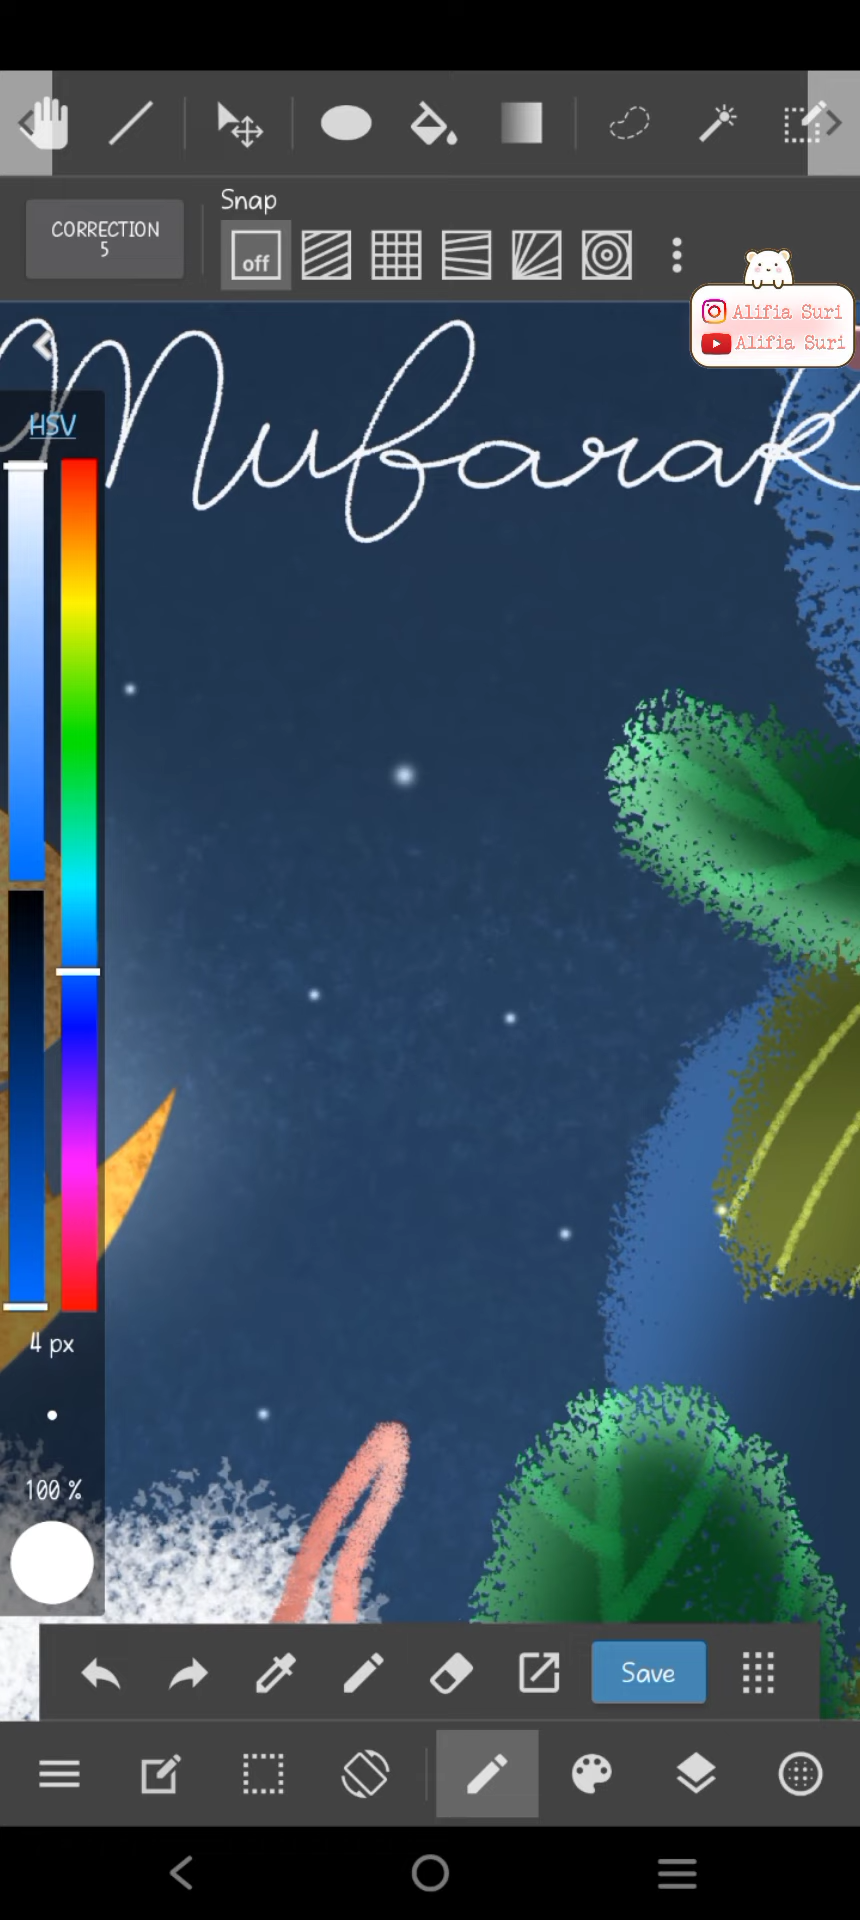 Snap
CORRECTION
5
off
Alifia Suri
Alifia Suri
Mubarak
HSV
4 px
100 %
Save